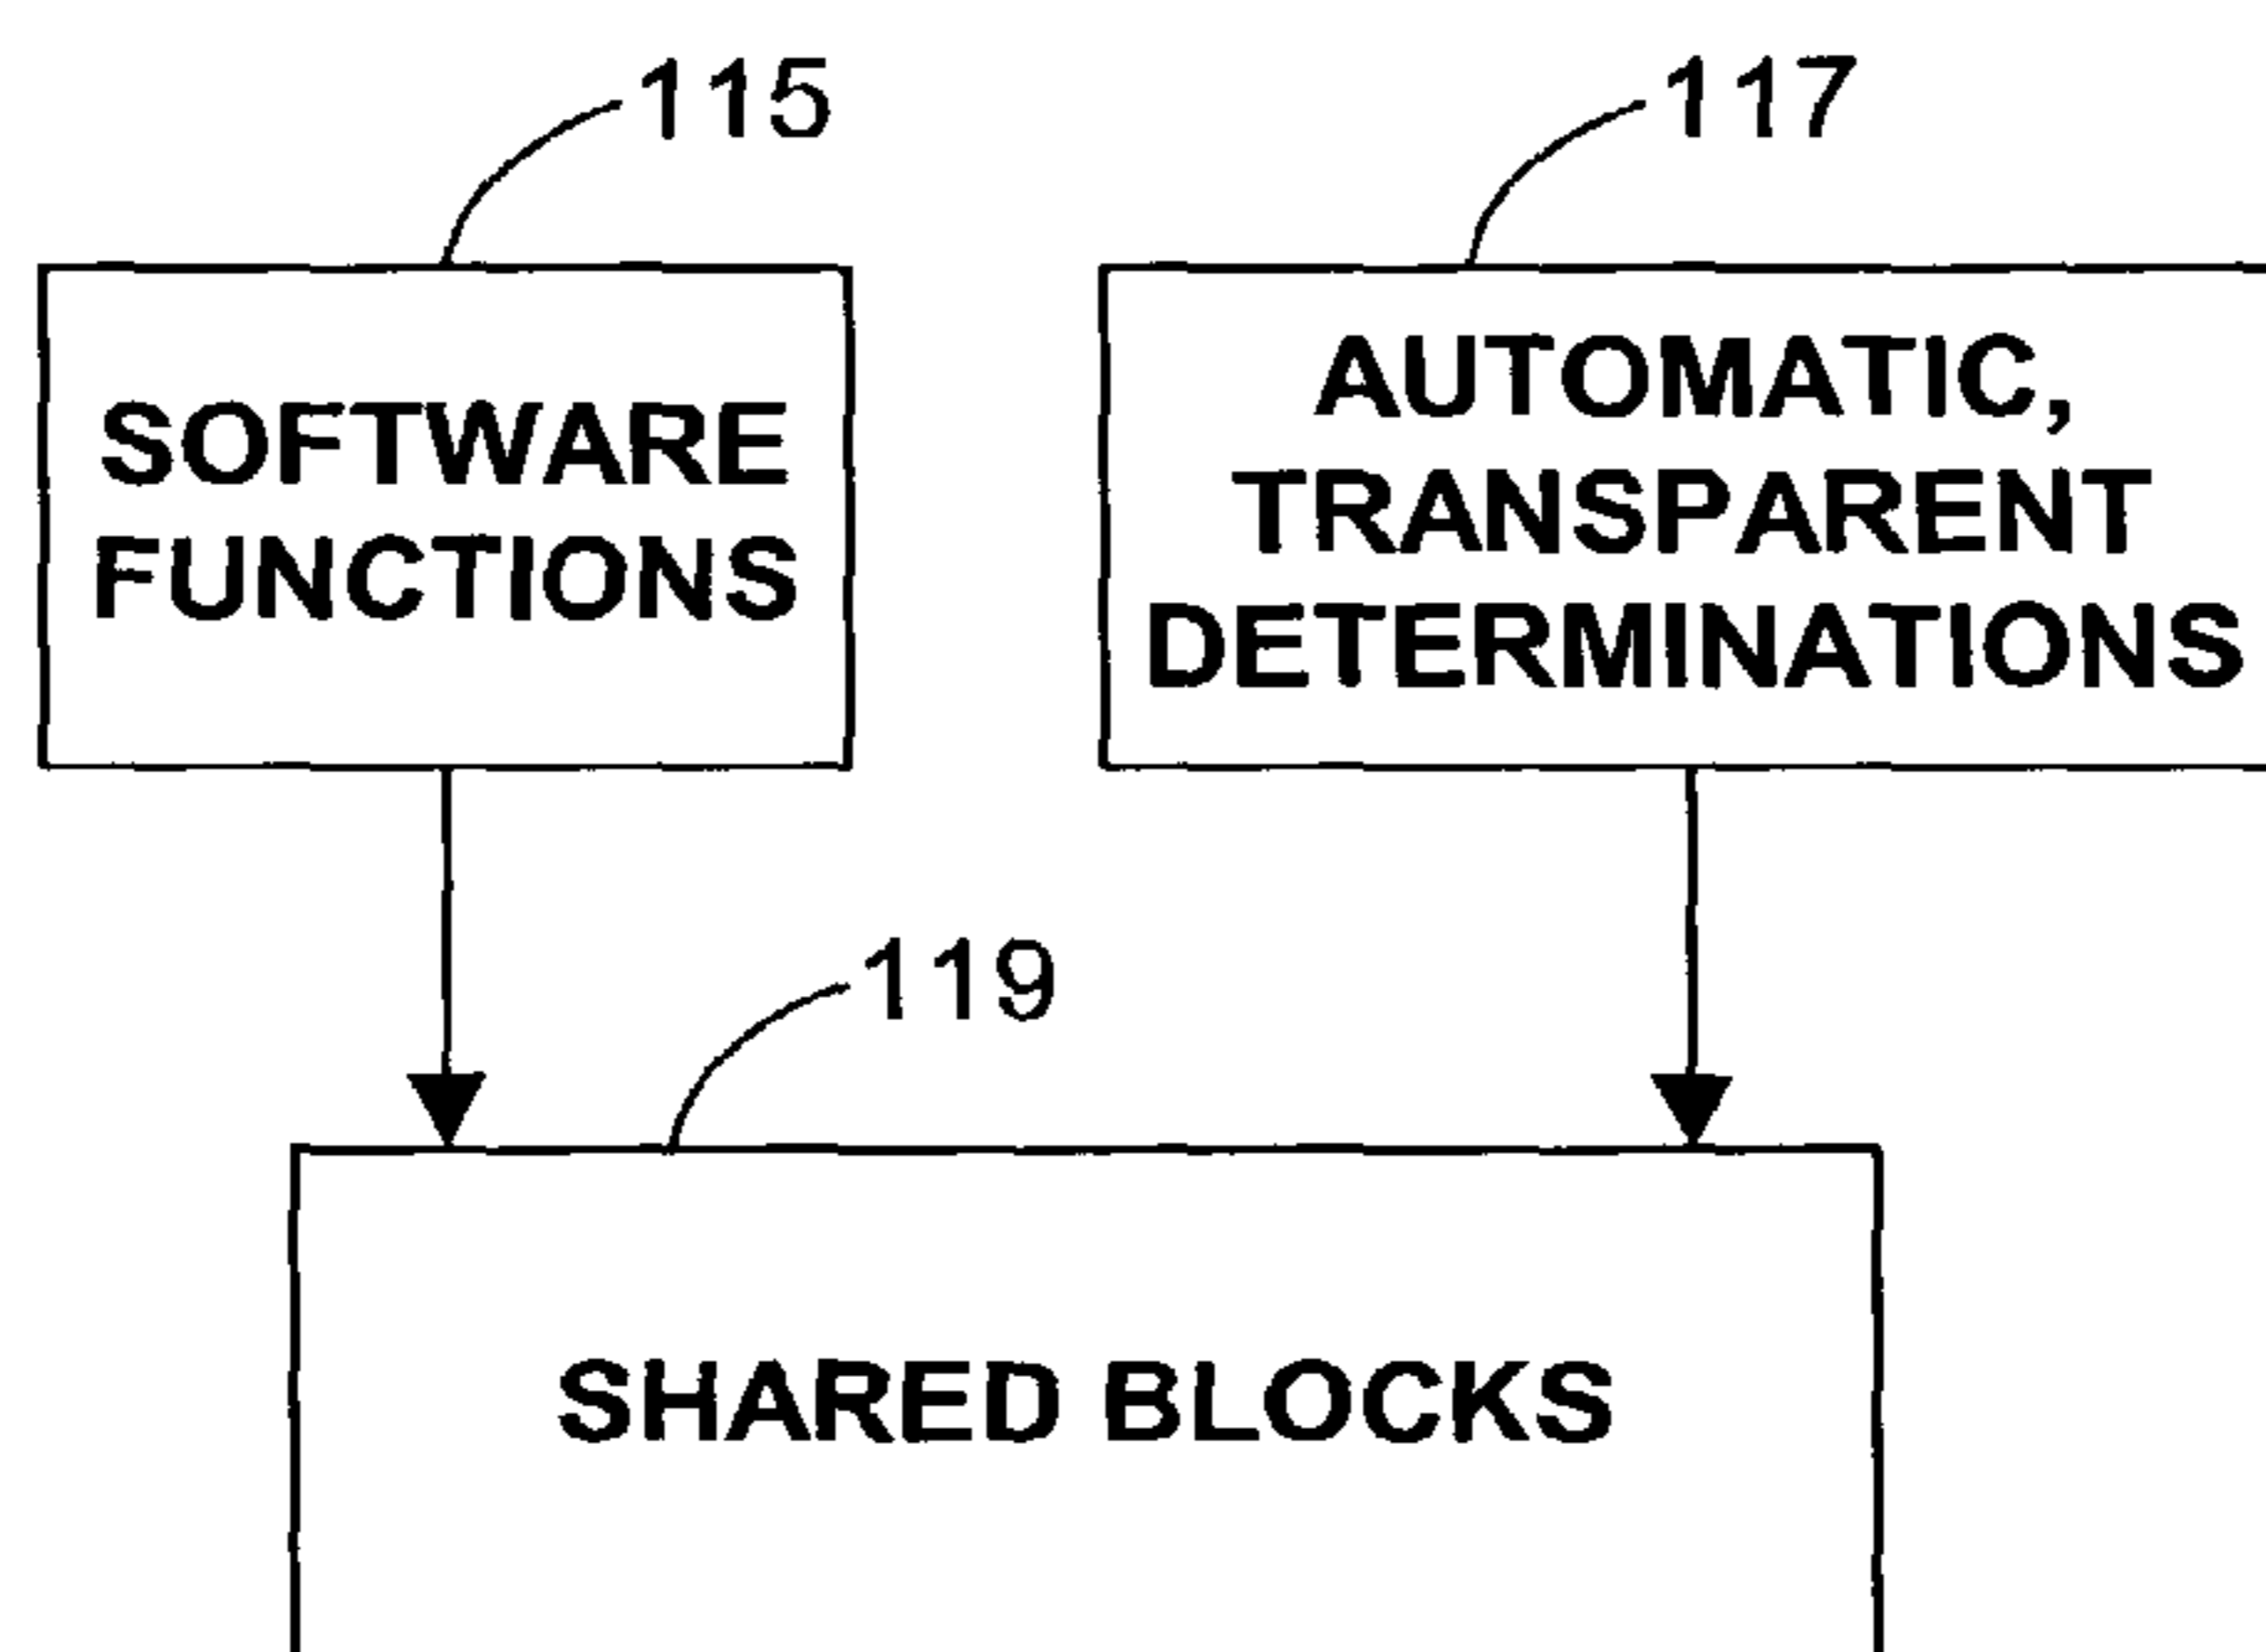 115
117
SOFTWARE
FUNCTIONS
AUTOMATIC,
TRANSPARENT
DETERMINATIONS
119
SHARED BLOCKS